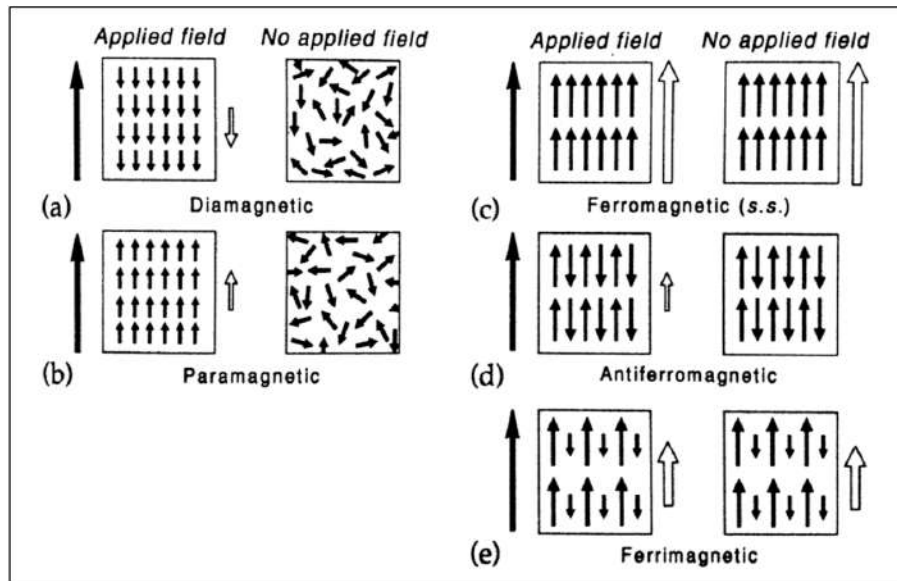 Applied field No applied field
(a)
Diamagnetic
(b)
Paramagnetic
Applied field No applied field
(c)
Ferromagnetic (s.s.)
(d)
Antiferromagnetic
(e)
Ferrimagnetic